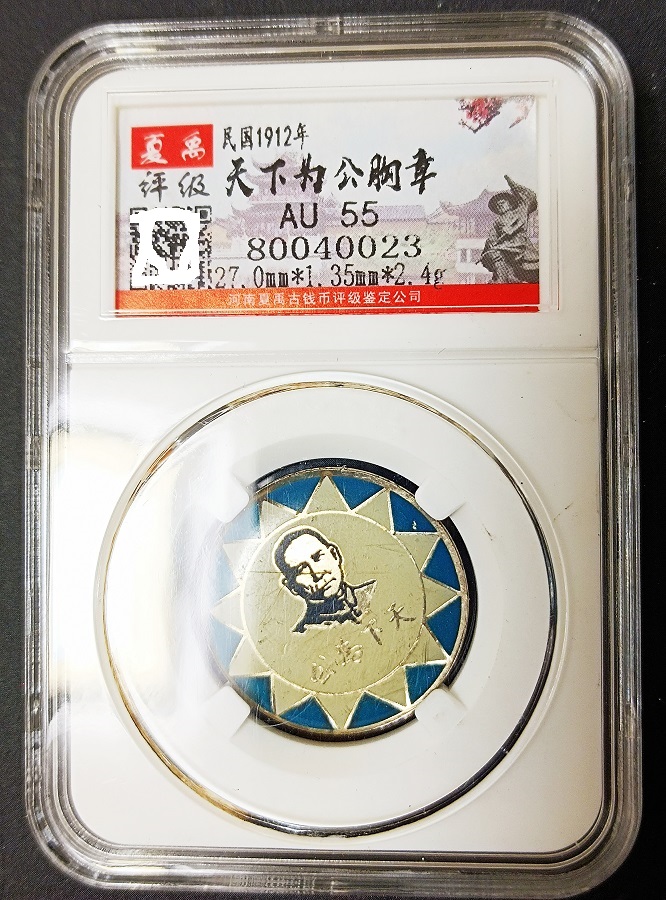 夏禹
评级
民国1912年
天下为公胸章
AU 55
80040023
27.0mm*1.35mm*2.4g
河南夏禹古钱币评级鉴定公司
天下為公